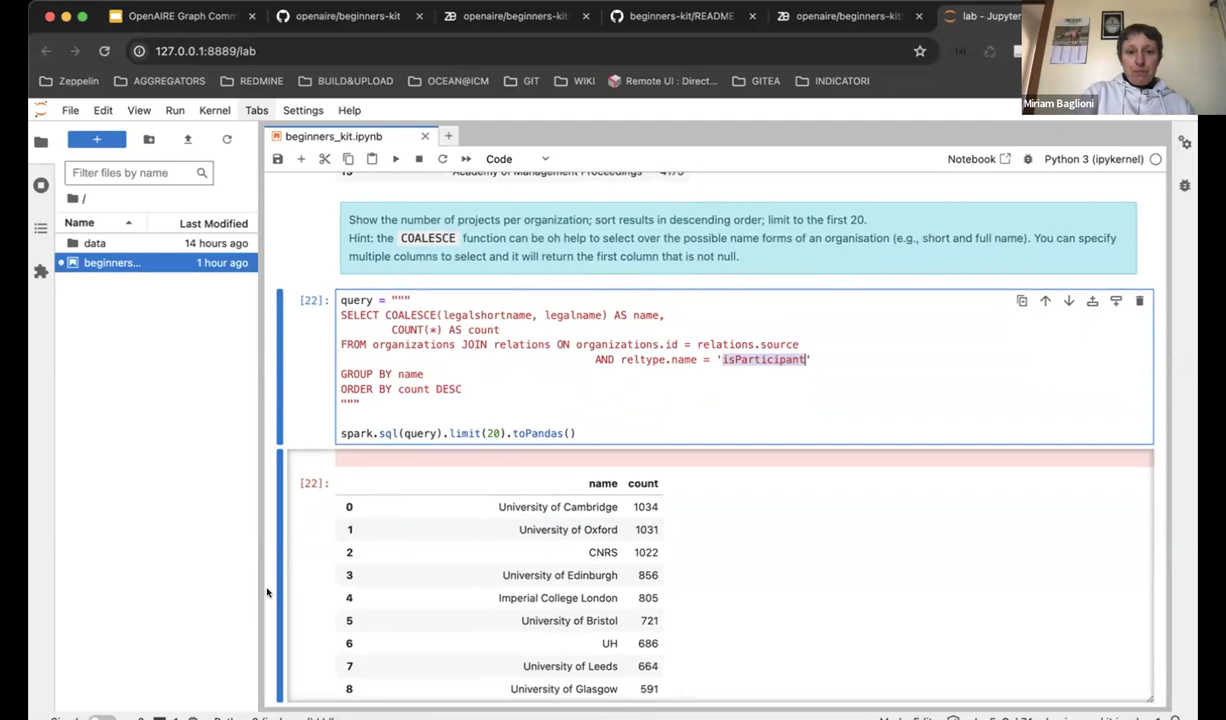 OpenAIRE Graph Comm
openaire/beginners-kit
openaire/beginners-kit
beginners-kit/README
openaire/beginners-kit
lab - Jupyter
127.0.0.1:8889/lab
Zeppelin
AGGREGATORS
REDMINE
BUILD&UPLOAD
OCEAN@ICM
GIT
WIKI
Remote UI : Direct...
GITEA
INDICATORI
Miriam Baglioni
File Edit View Run Kernel Tabs Settings Help
beginners_kit.ipynb
Code
Notebook
Python 3 (ipykernel)
Filter files by name
/
Name
Last Modified
data
14 hours ago
beginners...
1 hour ago
Academy of Management Proceedings
Show the number of projects per organization; sort results in descending order; limit to the first 20.
Hint: the COALESCE function can be oh help to select over the possible name forms of an organisation (e.g., short and full name). You can specify
multiple columns to select and it will return the first column that is not null.
[22]:
query = """
SELECT COALESCE(legalshortname, legalname) AS name,
COUNT(*) AS count
FROM organizations JOIN relations ON organizations.id = relations.source
AND reltype.name = 'isParticipant'
GROUP BY name
ORDER BY count DESC
"""
spark.sql(query).limit(20).toPandas()
[22]:
name count
0 University of Cambridge 1034
1 University of Oxford 1031
2 CNRS 1022
3 University of Edinburgh 856
4 Imperial College London 805
5 University of Bristol 721
6 UH 686
7 University of Leeds 664
8 University of Glasgow 591